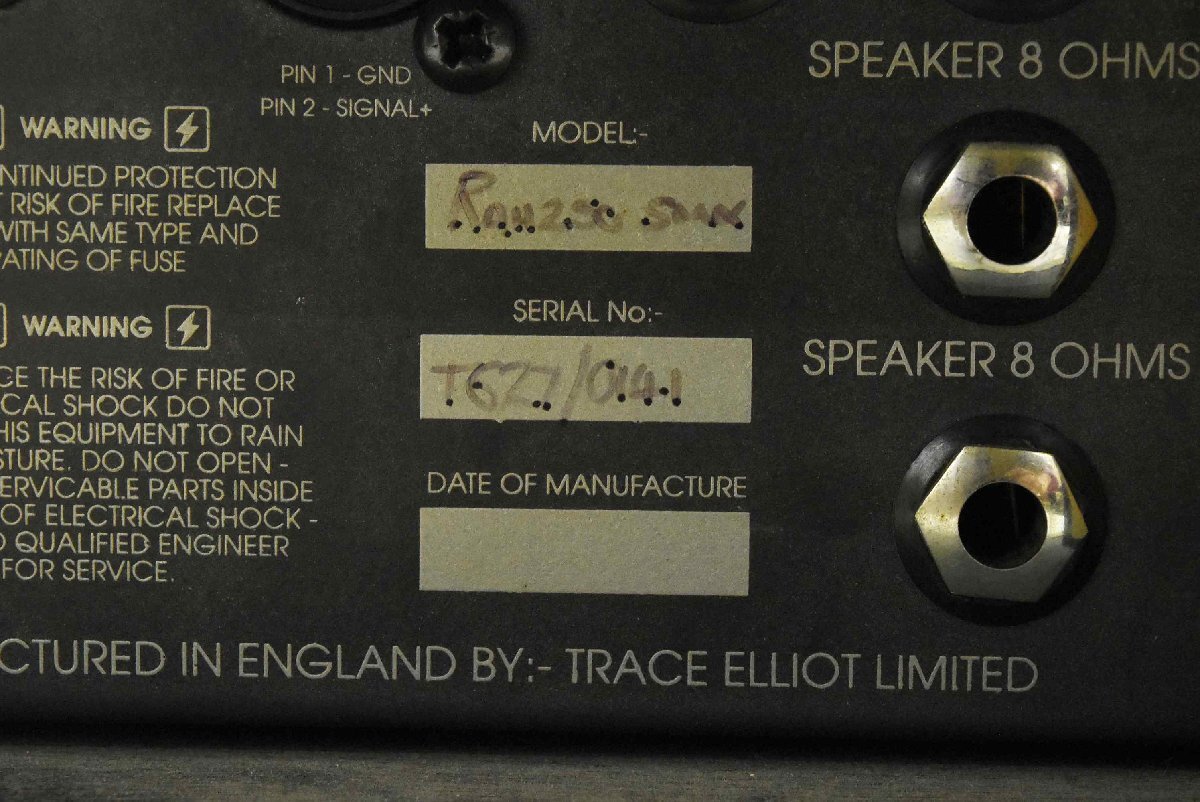 SPEAKER 8 OHMS
PIN 1 - GND
PIN 2 - SIGNAL+
WARNING
NTINUED PROTECTION
RISK OF FIRE REPLACE
WITH SAME TYPE AND
ATING OF FUSE
MODEL:-
SERIAL No:-
T627/0141
WARNING
CE THE RISK OF FIRE OR
ICAL SHOCK DO NOT
HIS EQUIPMENT TO RAIN
STURE. DO NOT OPEN -
ERVICABLE PARTS INSIDE
OF ELECTRICAL SHOCK -
QUALIFIED ENGINEER
FOR SERVICE.
SPEAKER 8 OHMS
DATE OF MANUFACTURE
CTURED IN ENGLAND BY:- TRACE ELLIOT LIMITED